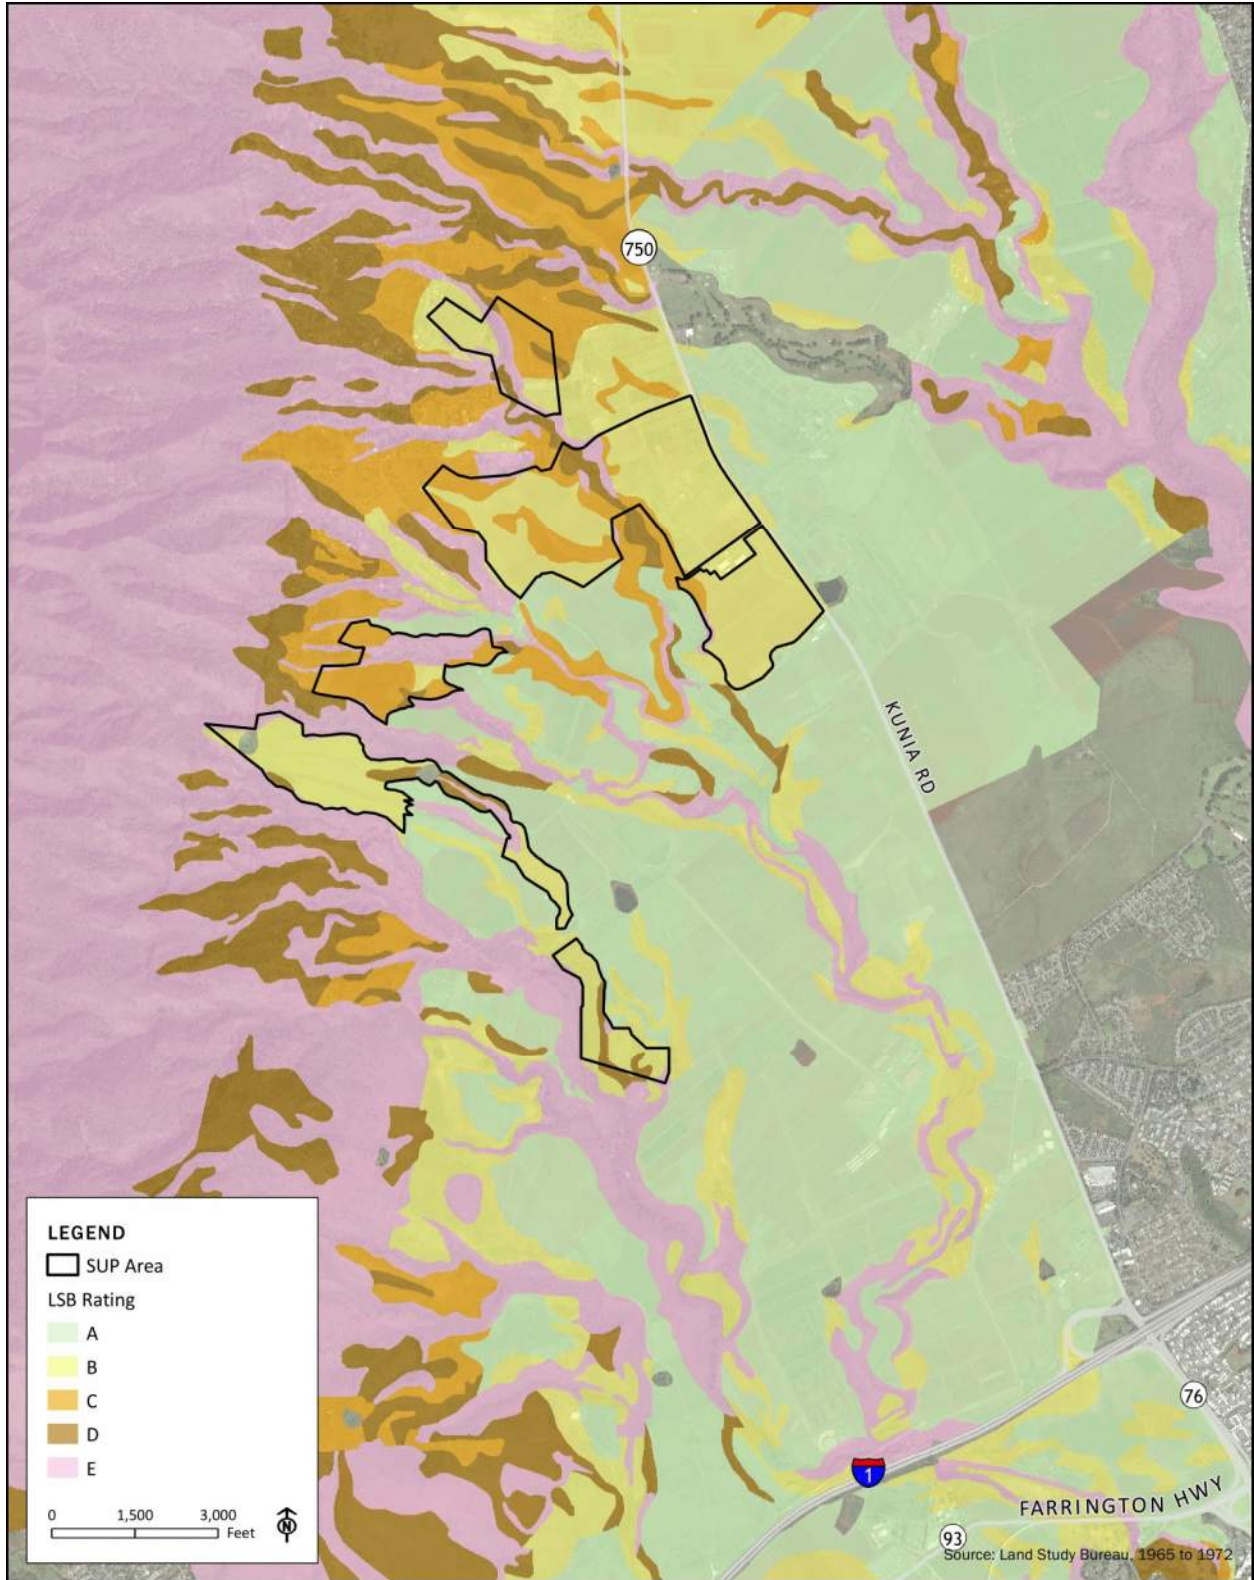 750
KUNIA RD
LEGEND
SUP Area
LSB Rating
A
B
C
D
E
0 1,500 3,000
Feet
N
76
1
FARRINGTON HWY
93
Source: Land Study Bureau, 1965 to 1972